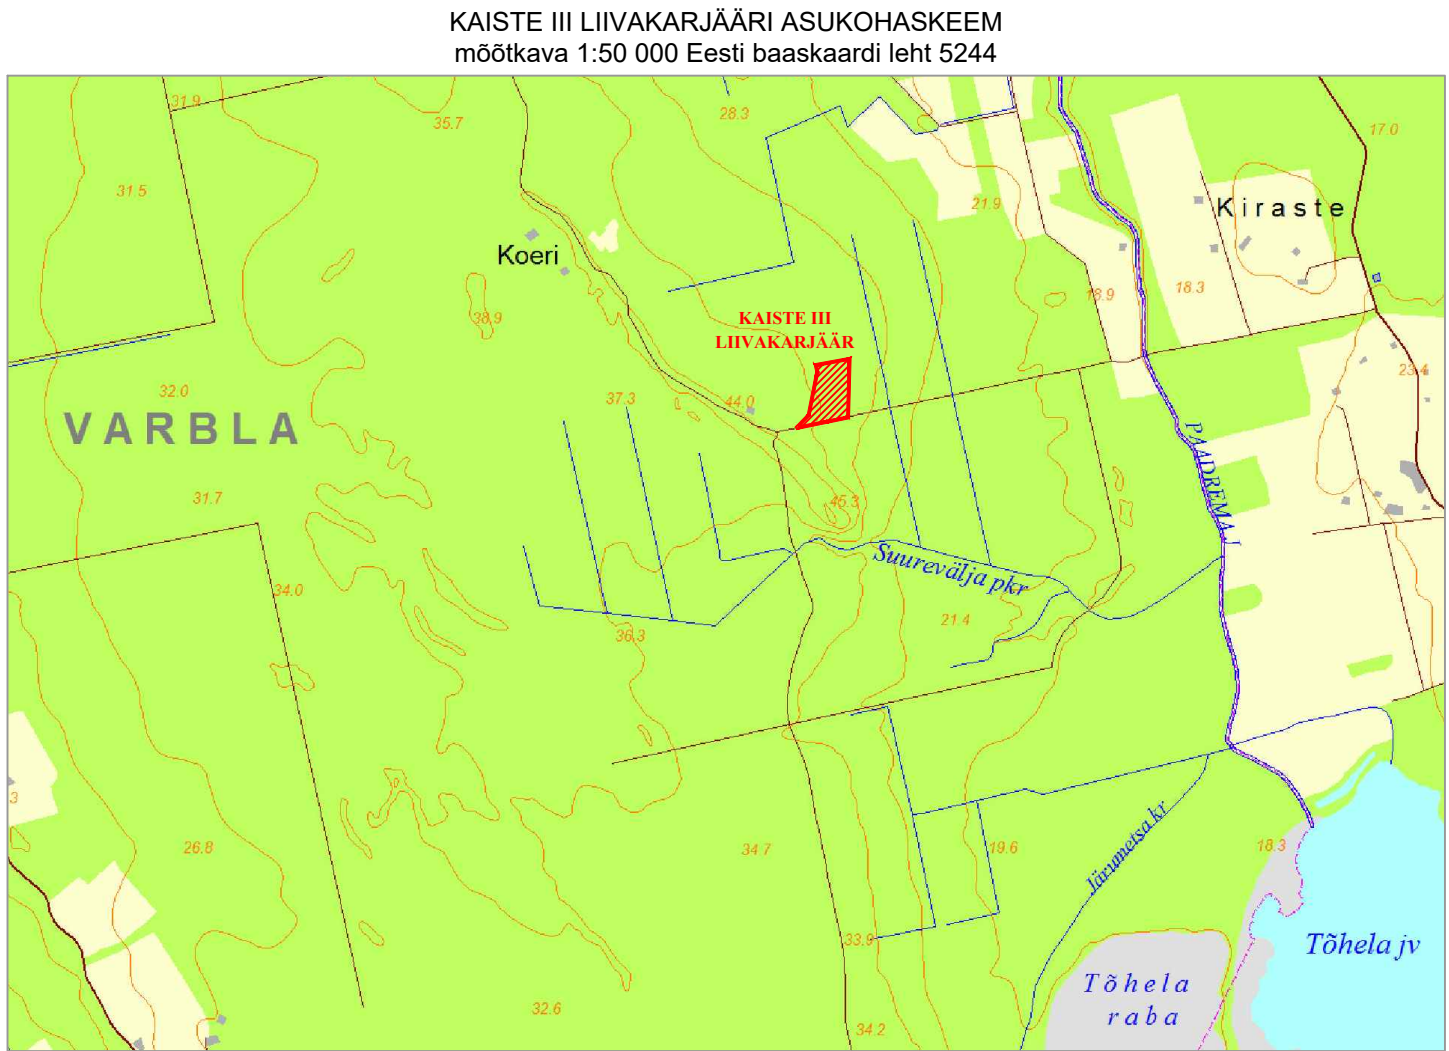 KAISTE III LIIVAKARJÄÄRI ASUKOHASKEEM
mõõtkava 1:50 000 Eesti baaskaardi leht 5244
31.9
35.7
28.3
17.0
31.5
21.9
Kiraste
Koeri
38.9
18.9
18.3
KAISTE III
LIIVAKARJÄÄR
32.0
37.3
44.0
23.4
VARBLA
PAADREMA J
31.7
45.3
Suurevälja pkr
34.0
36.3
21.4
3
26.8
34.7
19.6
Järumetsa kr
18.3
33.9
Tõhela jv
Tõhela
raba
32.6
34.2